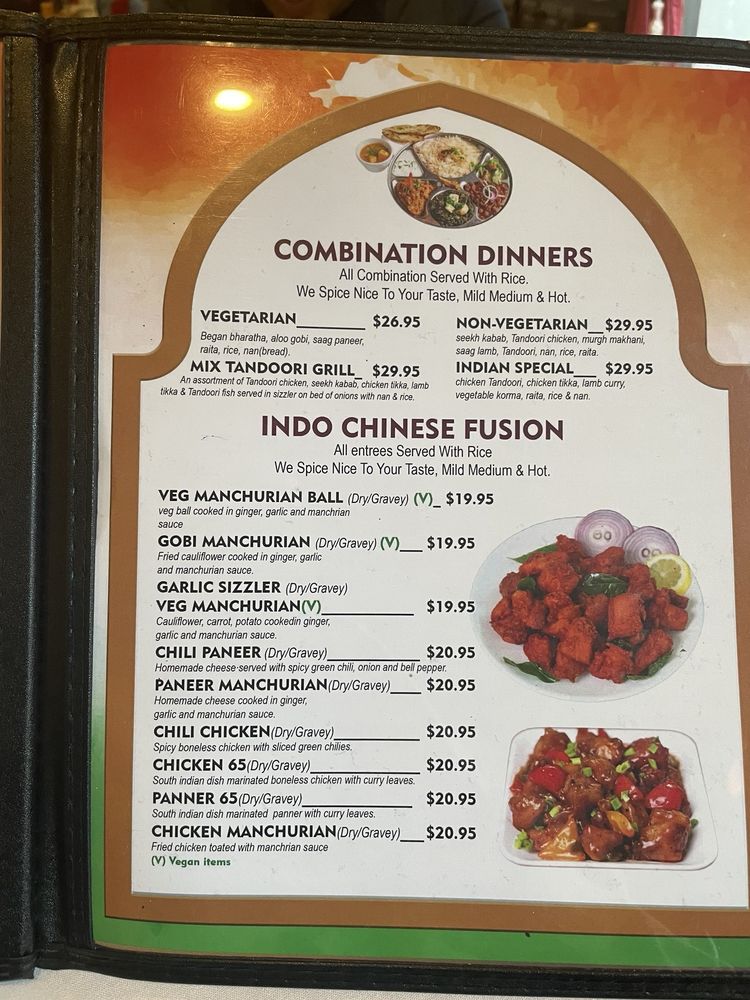 COMBINATION DINNERS
All Combination Served With Rice.
We Spice Nice To Your Taste, Mild Medium & Hot.
VEGETARIAN________ $26.95
Began bharatha, aloo gobi, saag paneer,
raita, rice, nan(bread).
NON-VEGETARIAN__$29.95
seekh kabab, Tandoori chicken, murgh makhani,
saag lamb, Tandoori, nan, rice, raita.
MIX TANDOORI GRILL_ $29.95
An assortment of Tandoori chicken, seekh kabab, chicken tikka, lamb
tikka & Tandoori fish served in sizzler on bed of onions with nan & rice.
INDIAN SPECIAL___ $29.95
chicken Tandoori, chicken tikka, lamb curry,
vegetable korma, raita, rice & nan.
INDO CHINESE FUSION
All entrees Served With Rice
We Spice Nice To Your Taste, Mild Medium & Hot.
VEG MANCHURIAN BALL (Dry/Gravey) (V)_ $19.95
veg ball cooked in ginger, garlic and manchrian
sauce
GOBI MANCHURIAN (Dry/Gravey) (V)___ $19.95
Fried cauliflower cooked in ginger, garlic
and manchurian sauce.
GARLIC SIZZLER (Dry/Gravey)
VEG MANCHURIAN(V)____________ $19.95
Cauliflower, carrot, potato cookedin ginger,
garlic and manchurian sauce.
CHILI PANEER (Dry/Gravey)____________ $20.95
Homemade cheese served with spicy green chili, onion and bell pepper.
PANEER MANCHURIAN(Dry/Gravey)____ $20.95
Homemade cheese cooked in ginger,
garlic and manchurian sauce.
CHILI CHICKEN(Dry/Gravey)___________ $20.95
Spicy boneless chicken with sliced green chilies.
CHICKEN 65(Dry/Gravey)______________ $20.95
South indian dish marinated boneless chicken with curry leaves.
PANNER 65(Dry/Gravey)______________ $20.95
South indian dish marinated panner with curry leaves.
CHICKEN MANCHURIAN(Dry/Gravey)___$20.95
Fried chicken toated with manchrian sauce
(V) Vegan items